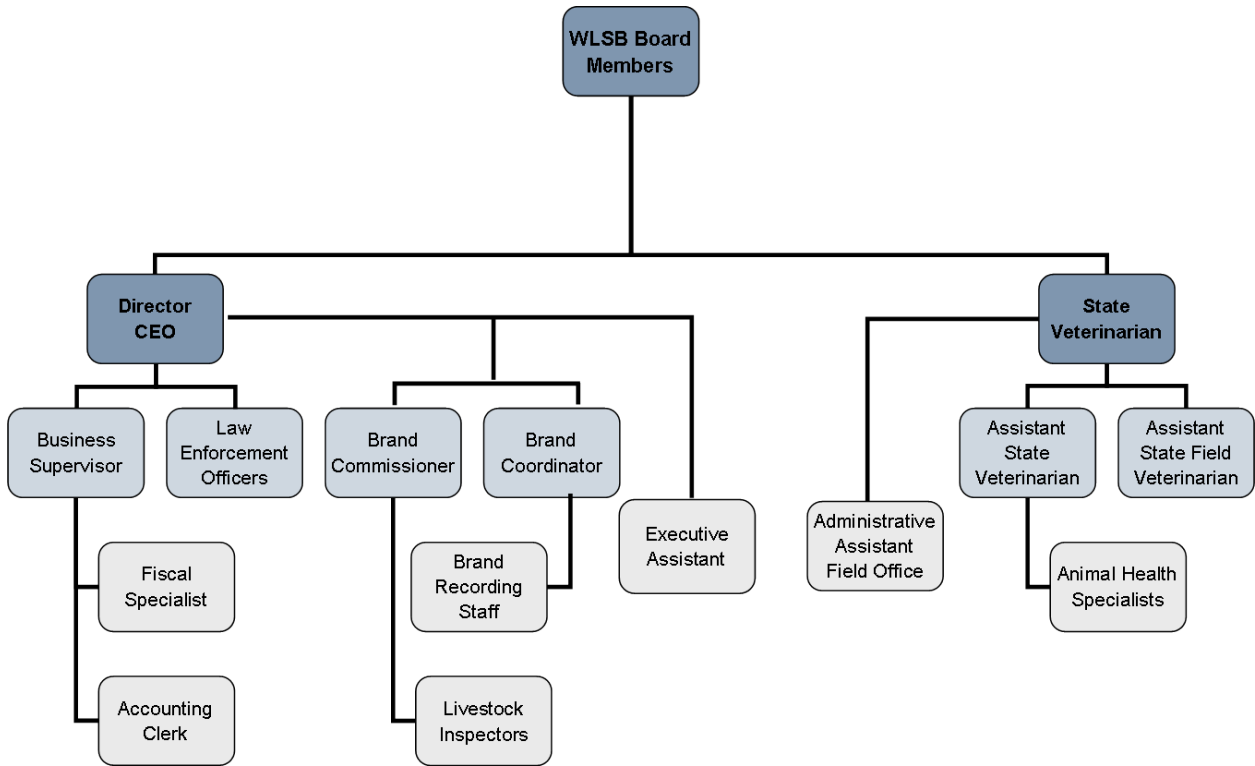 WLSB Board
Members
Director
CEO
State
Veterinarian
Business
Supervisor
Law
Enforcement
Officers
Brand
Commissioner
Brand
Coordinator
Assistant
State
Veterinarian
Assistant
State Field
Veterinarian
Executive
Assistant
Administrative
Assistant
Field Office
Fiscal
Specialist
Brand
Recording
Staff
Animal Health
Specialists
Accounting
Clerk
Livestock
Inspectors